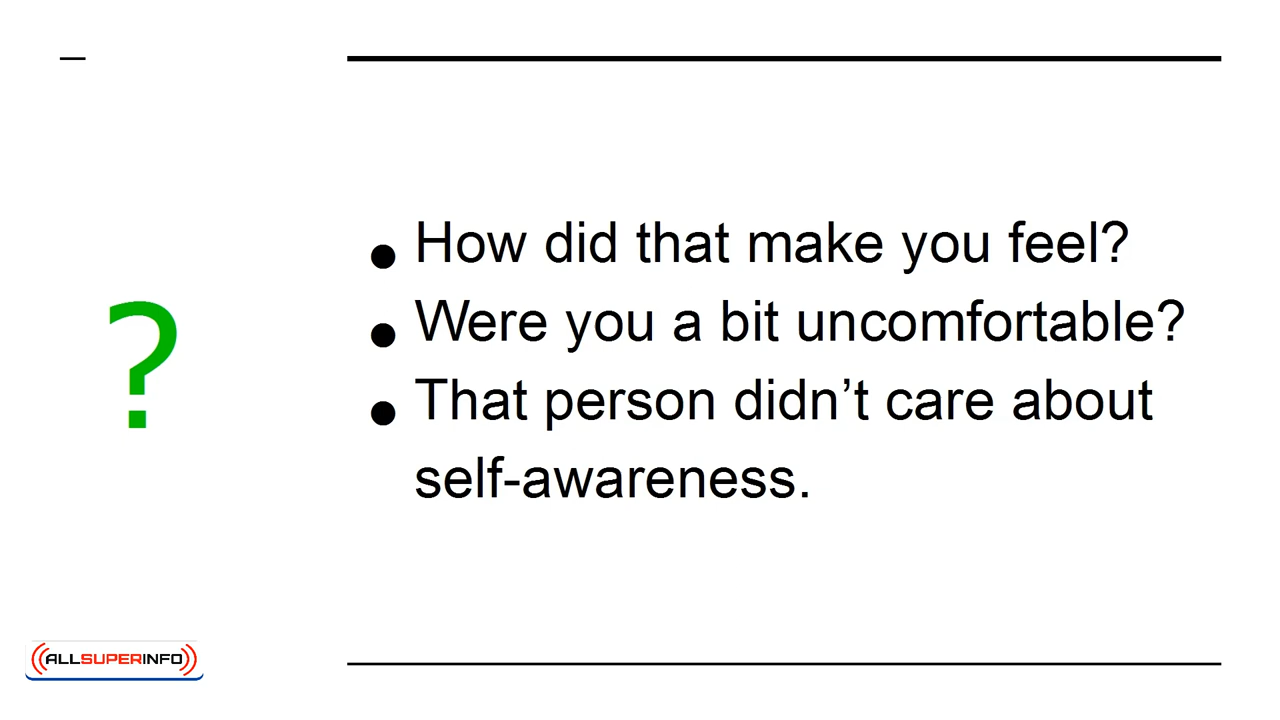 • How did that make you feel?
• Were you a bit uncomfortable?
?
• That person didn’t care about
self-awareness.
ALLSUPERINFO